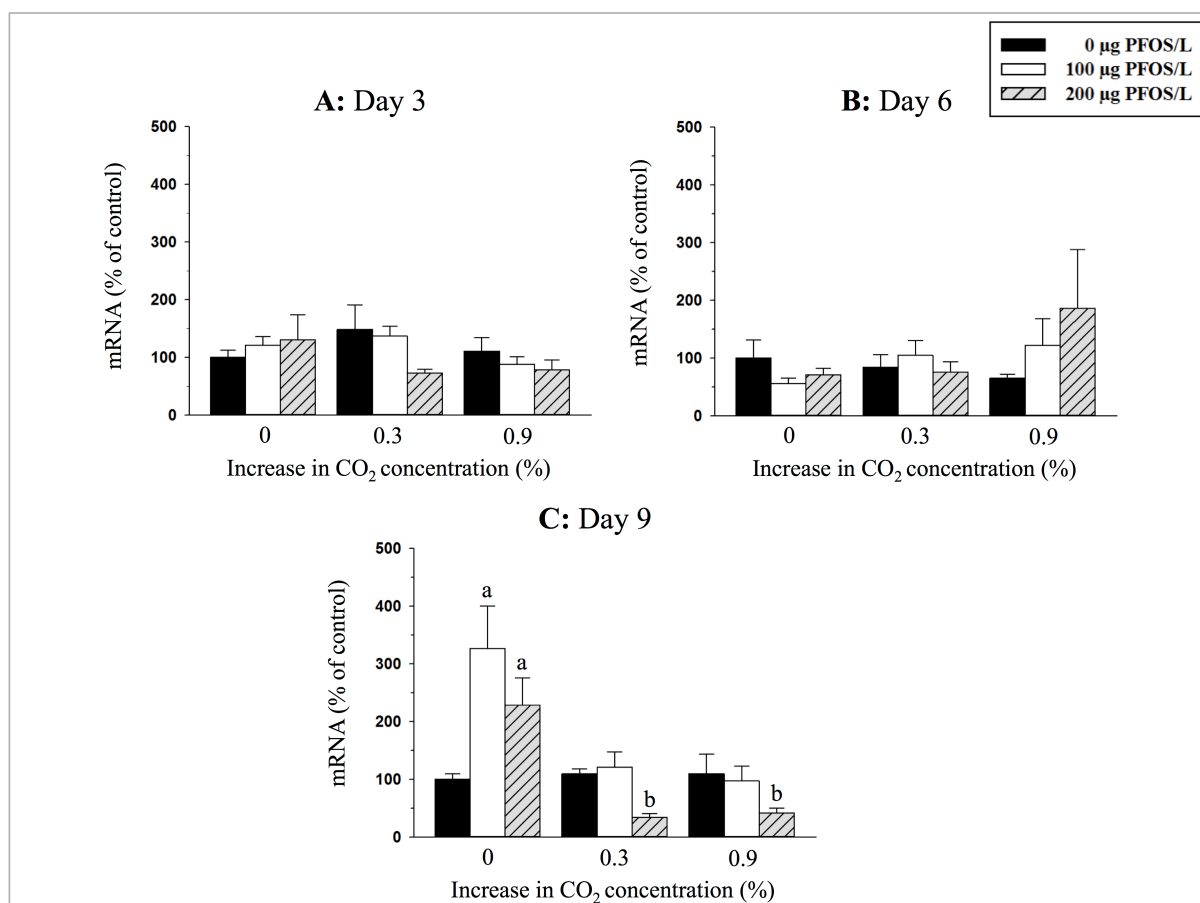 0 µg PFOS/L
100 µg PFOS/L
200 µg PFOS/L
A: Day 3
mRNA (% of control)
500
400
300
200
100
0
0 0.3 0.9
Increase in CO₂ concentration (%)
B: Day 6
mRNA (% of control)
500
400
300
200
100
0
0 0.3 0.9
Increase in CO₂ concentration (%)
C: Day 9
mRNA (% of control)
500
400
300
200
100
0
a
a
b
b
0 0.3 0.9
Increase in CO₂ concentration (%)